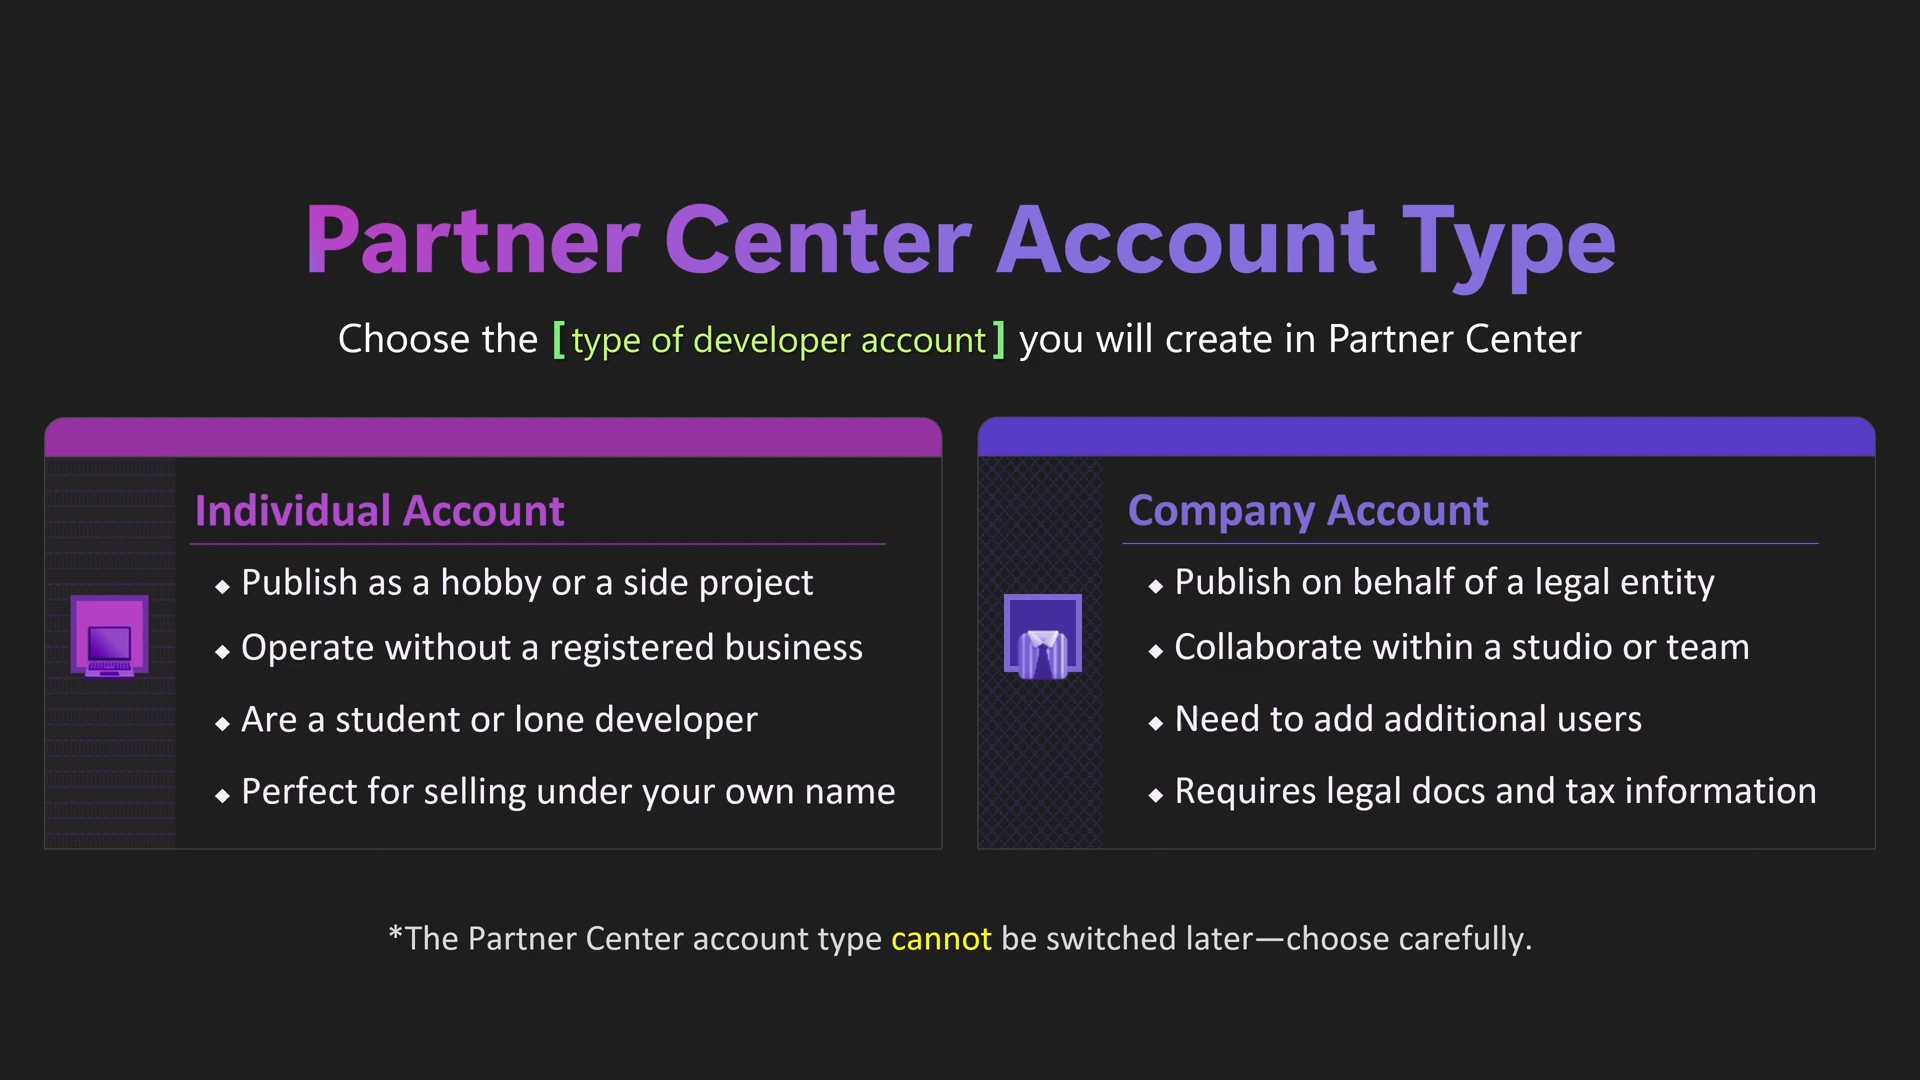 Partner Center Account Type
Choose the [type of developer account] you will create in Partner Center
Individual Account
◆ Publish as a hobby or a side project
◆ Operate without a registered business
◆ Are a student or lone developer
◆ Perfect for selling under your own name
Company Account
◆ Publish on behalf of a legal entity
◆ Collaborate within a studio or team
◆ Need to add additional users
◆ Requires legal docs and tax information
*The Partner Center account type cannot be switched later—choose carefully.